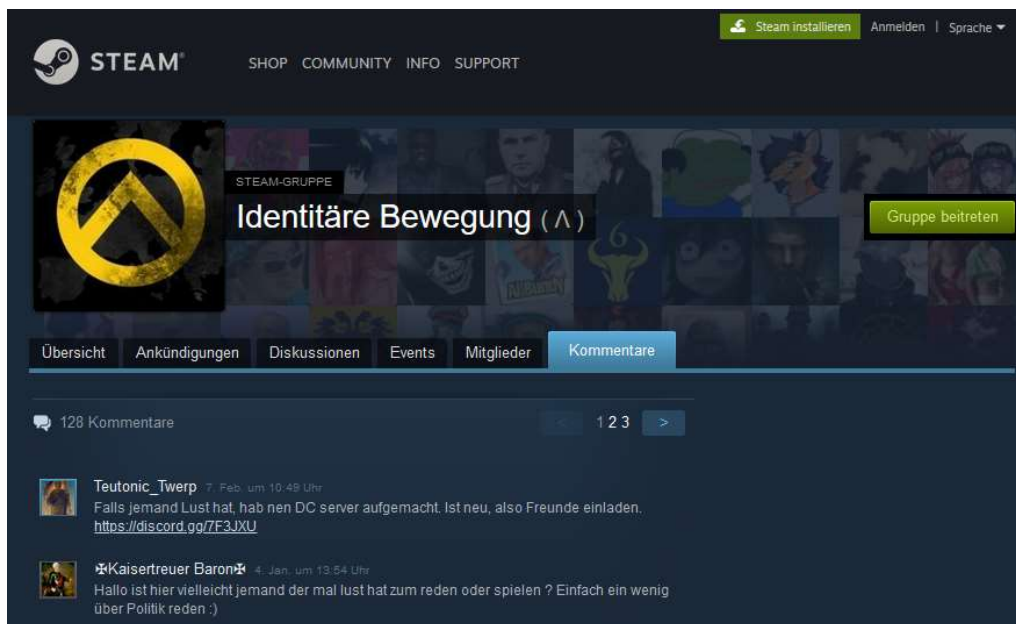 Steam installieren Anmelden | Sprache
STEAM® SHOP COMMUNITY INFO SUPPORT
STEAM-GRUPPE
Identitäre Bewegung ( Λ )
Gruppe beitreten
Übersicht Ankündigungen Diskussionen Events Mitglieder Kommentare
128 Kommentare < 1 2 3 >
Teutonic_Twerp 7. Feb. um 10:49 Uhr
Falls jemand Lust hat, hab nen DC server aufgemacht. Ist neu, also Freunde einladen.
https://discord.gg/7F3JXU
✠Kaisertreuer Baron✠ 4. Jan. um 13:54 Uhr
Hallo ist hier vielleicht jemand der mal lust hat zum reden oder spielen ? Einfach ein wenig
über Politik reden :)